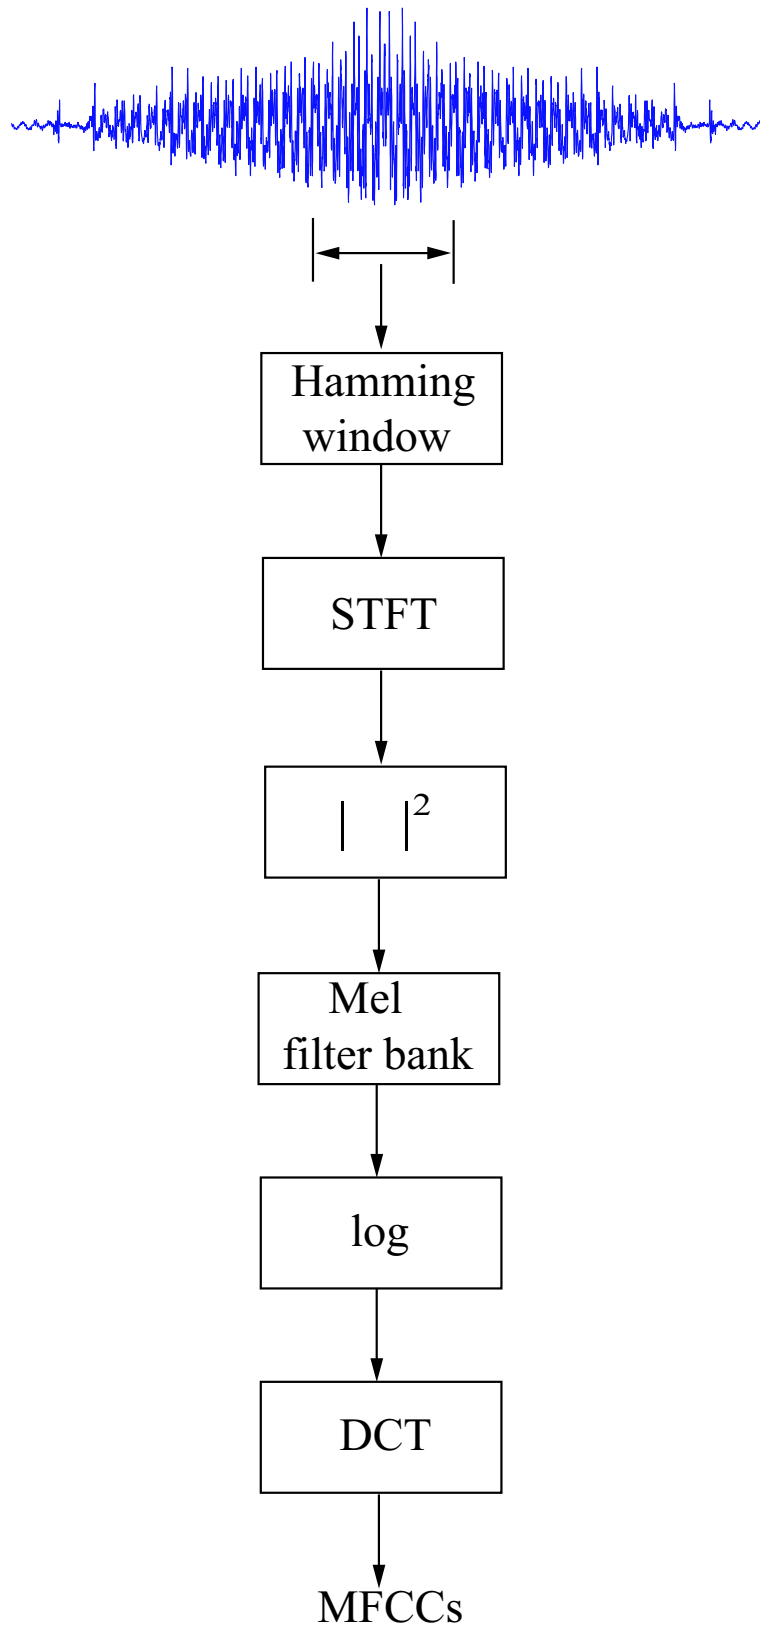 Hamming
window
STFT
| |²
Mel
filter bank
log
DCT
MFCCs